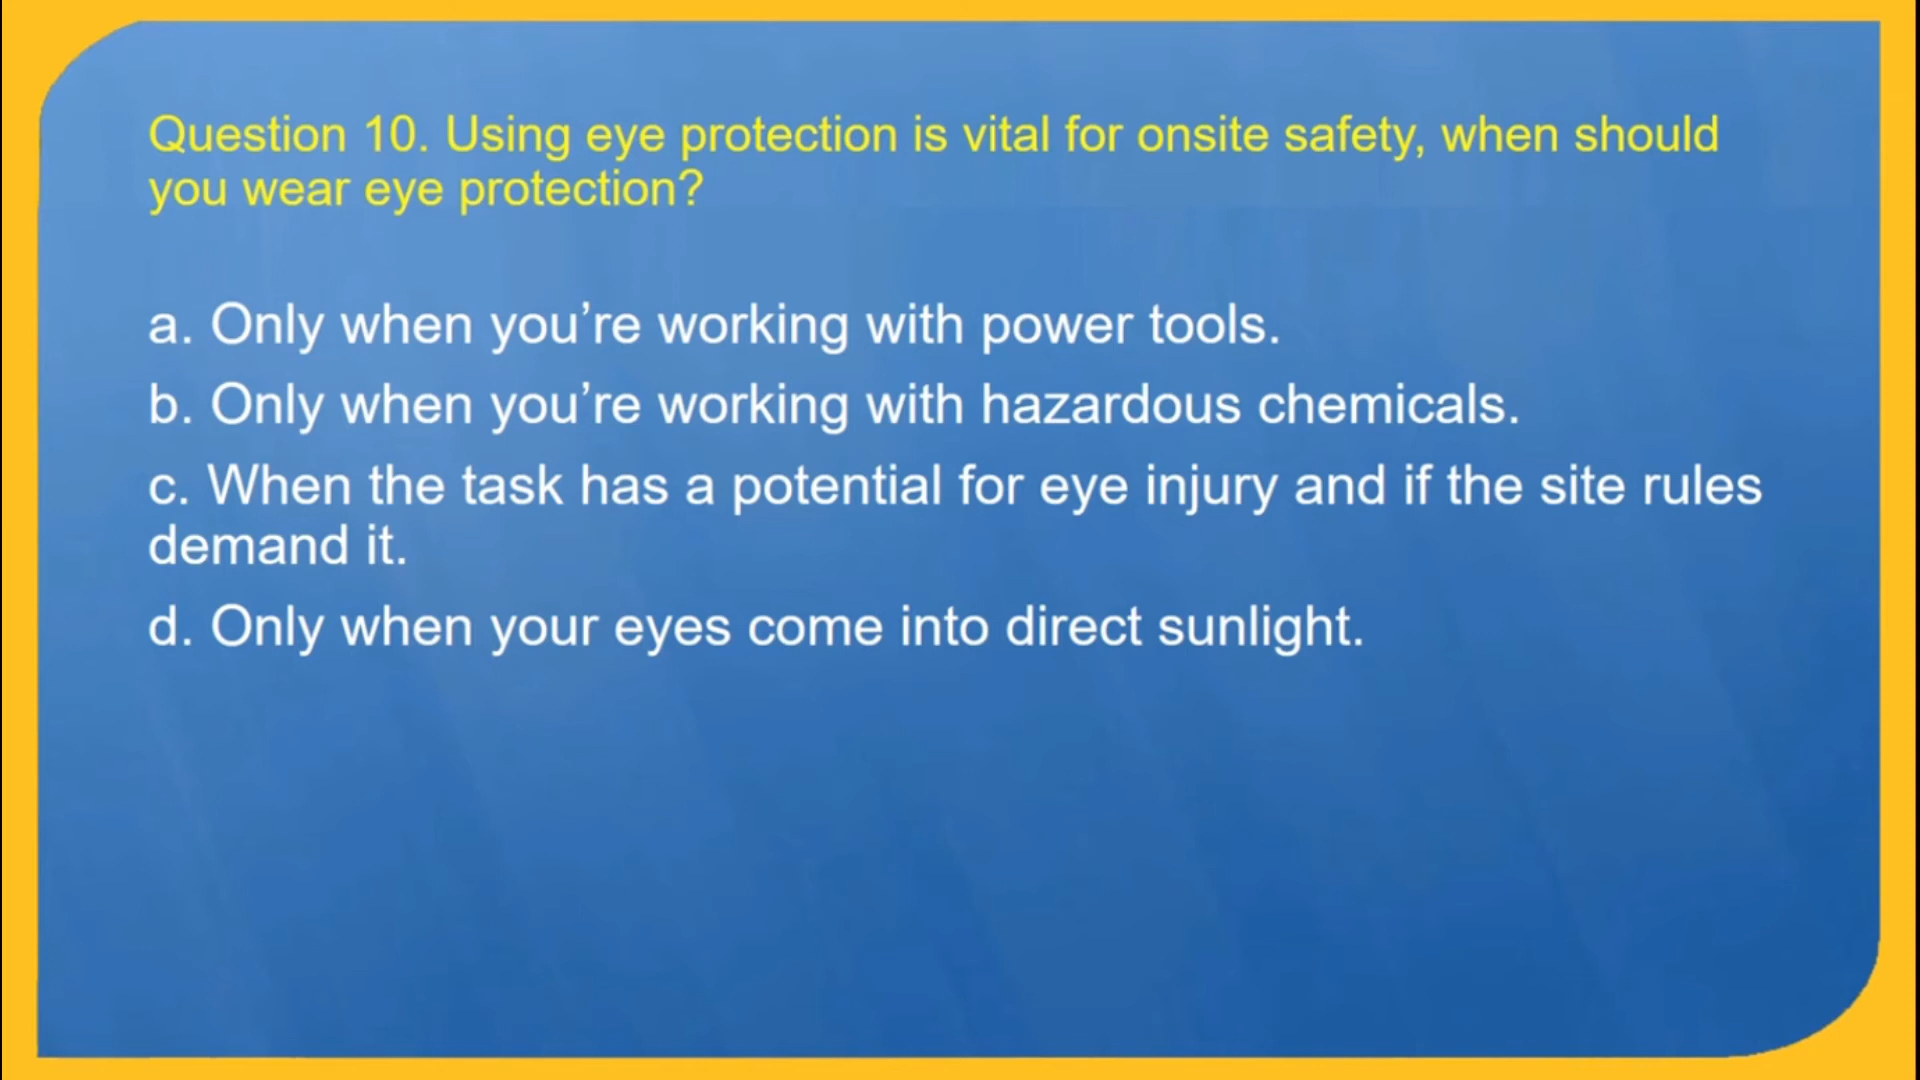 Question 10. Using eye protection is vital for onsite safety, when should
you wear eye protection?
a. Only when you’re working with power tools.
b. Only when you’re working with hazardous chemicals.
c. When the task has a potential for eye injury and if the site rules
demand it.
d. Only when your eyes come into direct sunlight.